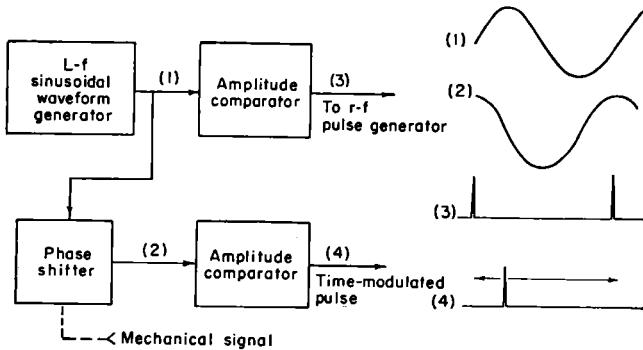 L-f
sinusoidal
waveform
generator
(1)
Amplitude
comparator
(3)
To r-f
pulse generator
Phase
shifter
(2)
Amplitude
comparator
(4)
Time-modulated
pulse
Mechanical signal
(1)
(2)
(3)
(4)